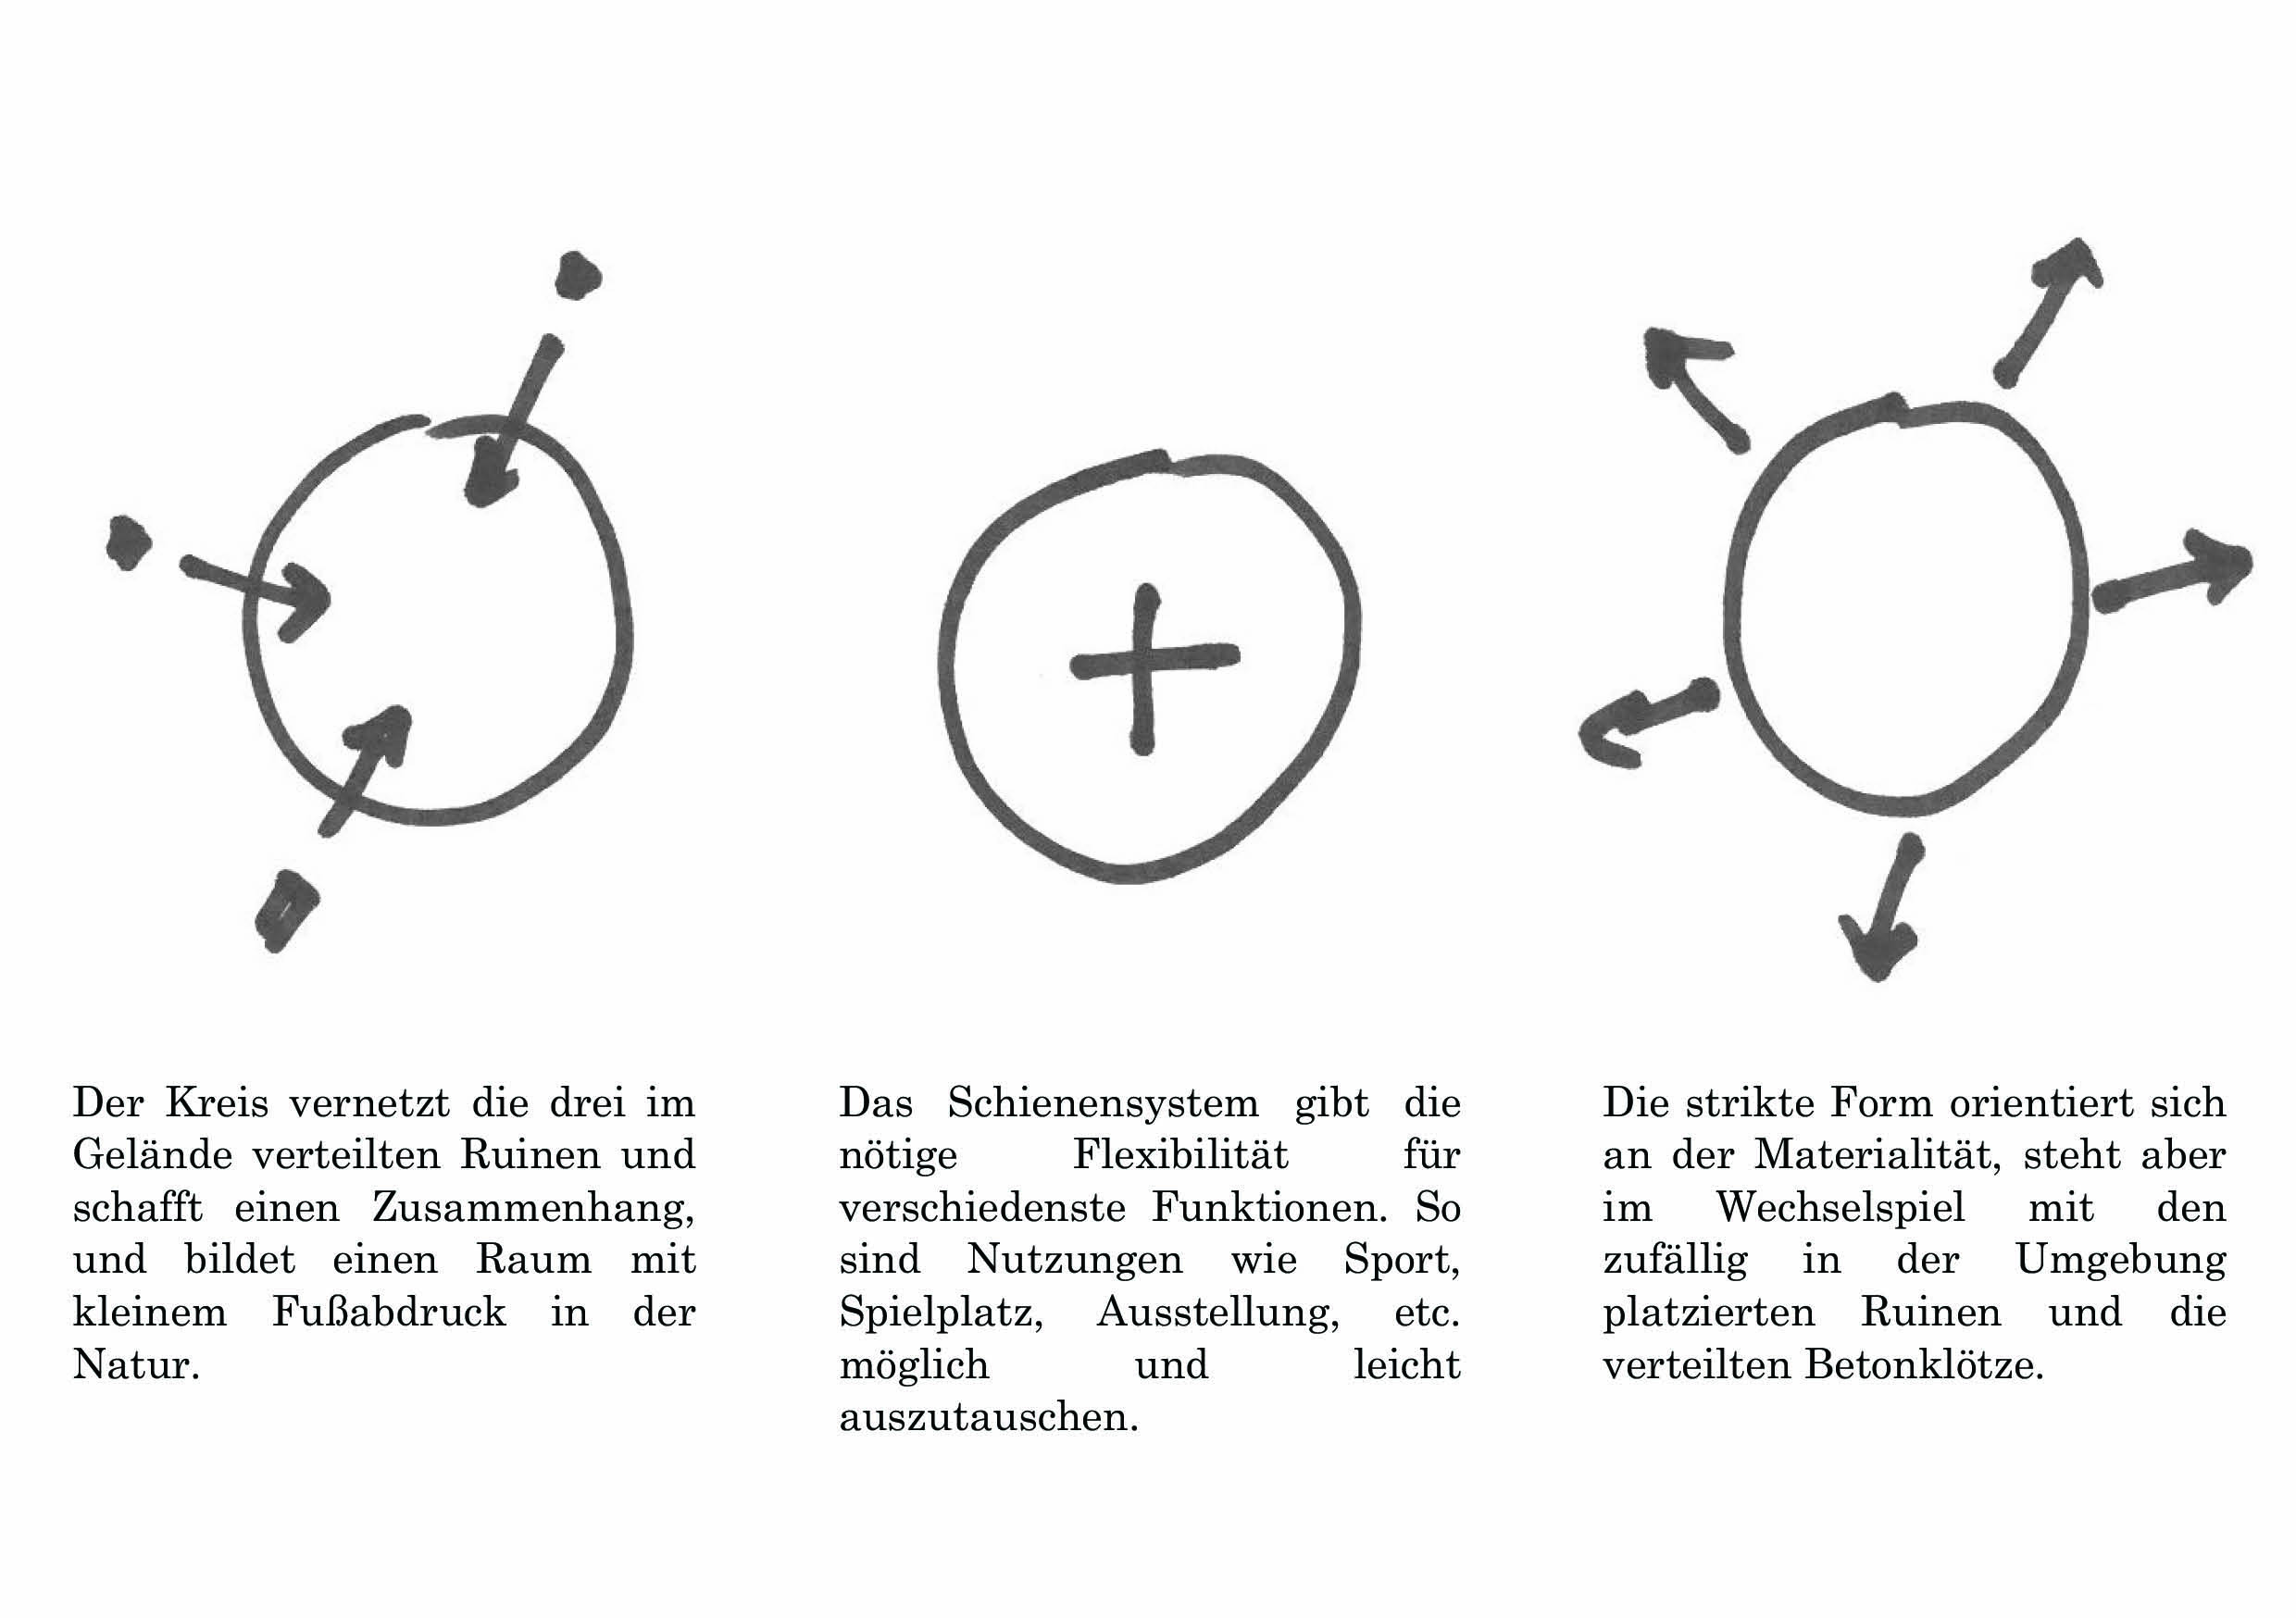 Der Kreis vernetzt die drei im
Gelände verteilten Ruinen und
schafft einen Zusammenhang,
und bildet einen Raum mit
kleinem Fußabdruck in der
Natur.
Das Schienensystem gibt die
nötige Flexibilität für
verschiedenste Funktionen. So
sind Nutzungen wie Sport,
Spielplatz, Ausstellung, etc.
möglich und leicht
auszutauschen.
Die strikte Form orientiert sich
an der Materialität, steht aber
im Wechselspiel mit den
zufällig in der Umgebung
platzierten Ruinen und die
verteilten Betonklötze.